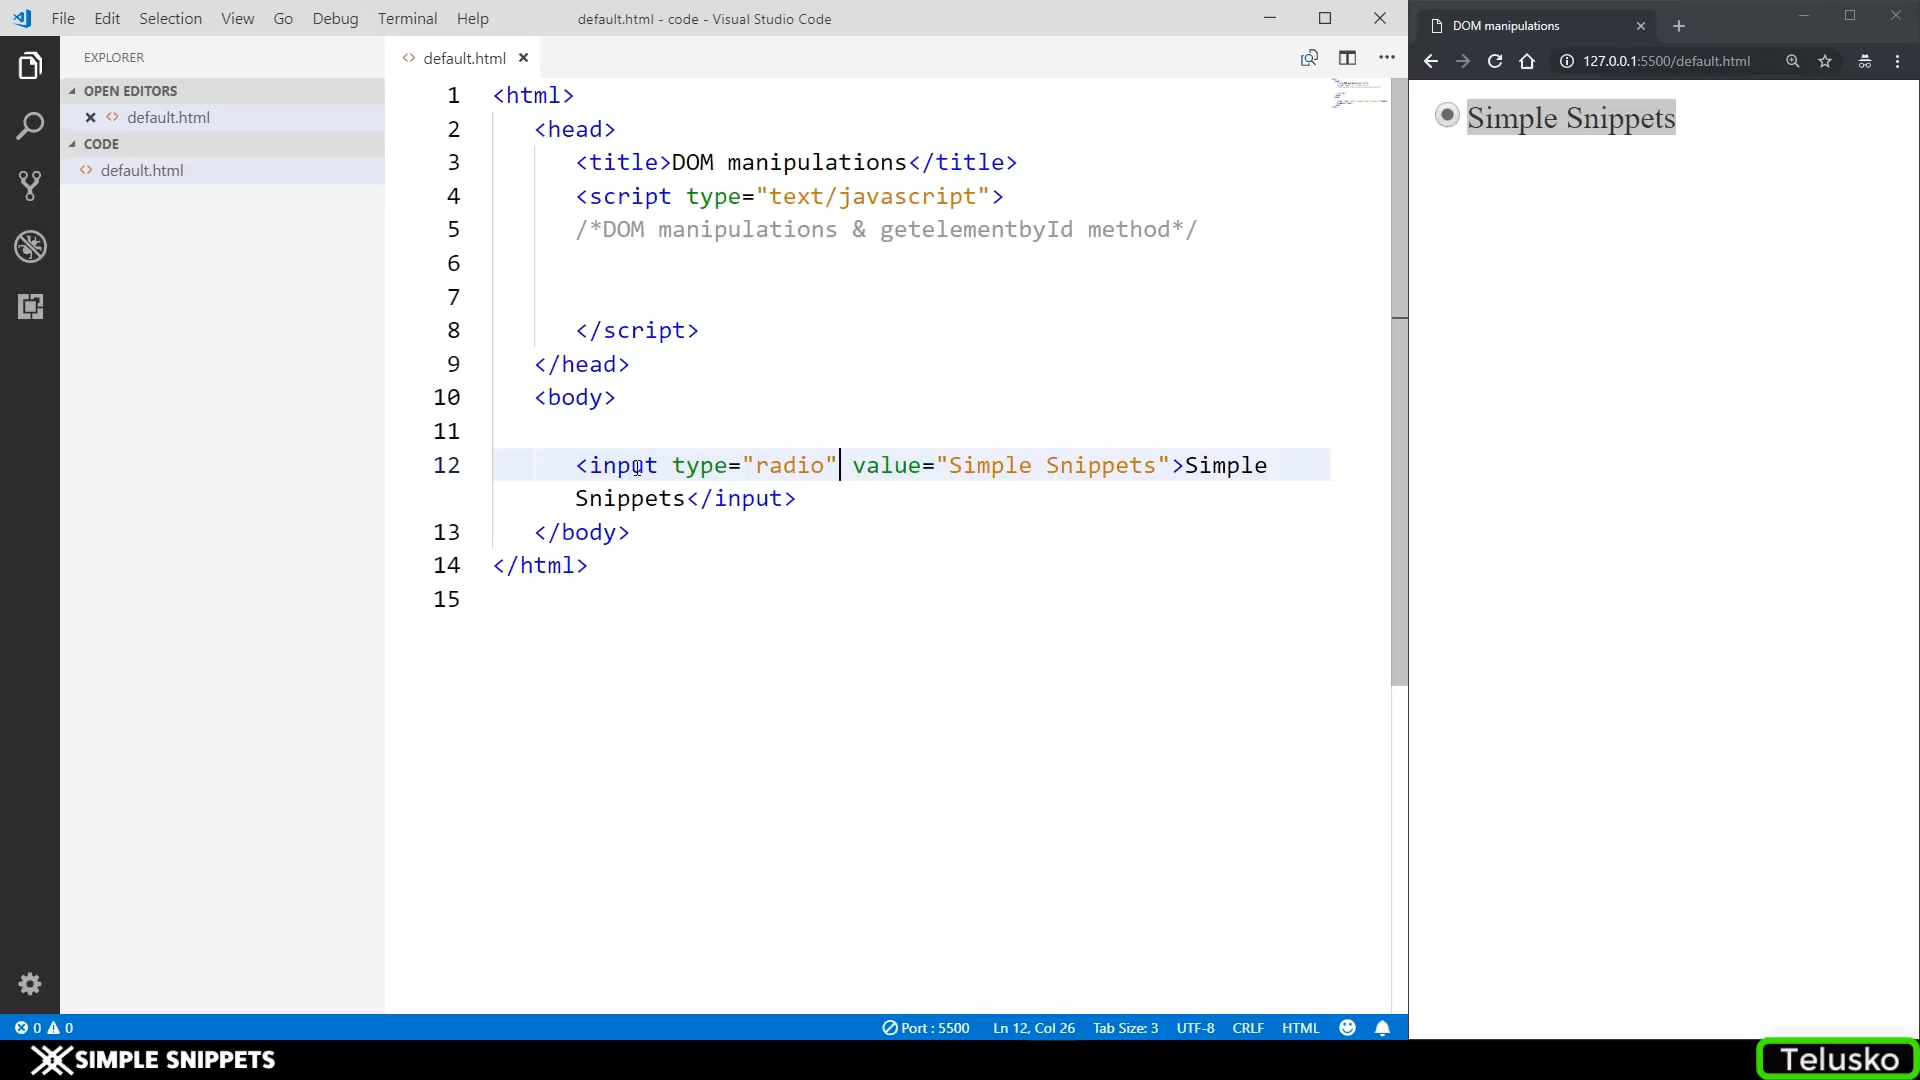 File Edit Selection View Go Debug Terminal Help
default.html - code - Visual Studio Code
EXPLORER
OPEN EDITORS
default.html
CODE
default.html
default.html
1 <html>
2 <head>
3 <title>DOM manipulations</title>
4 <script type="text/javascript">
5 /*DOM manipulations & getelementbyId method*/
6
7
8 </script>
9 </head>
10 <body>
11
12 <input type="radio" value="Simple Snippets">Simple
Snippets</input>
13 </body>
14 </html>
15
DOM manipulations
127.0.0.1:5500/default.html
Simple Snippets
0 0
Port : 5500 Ln 12, Col 26 Tab Size: 3 UTF-8 CRLF HTML
SIMPLE SNIPPETS
Telusko